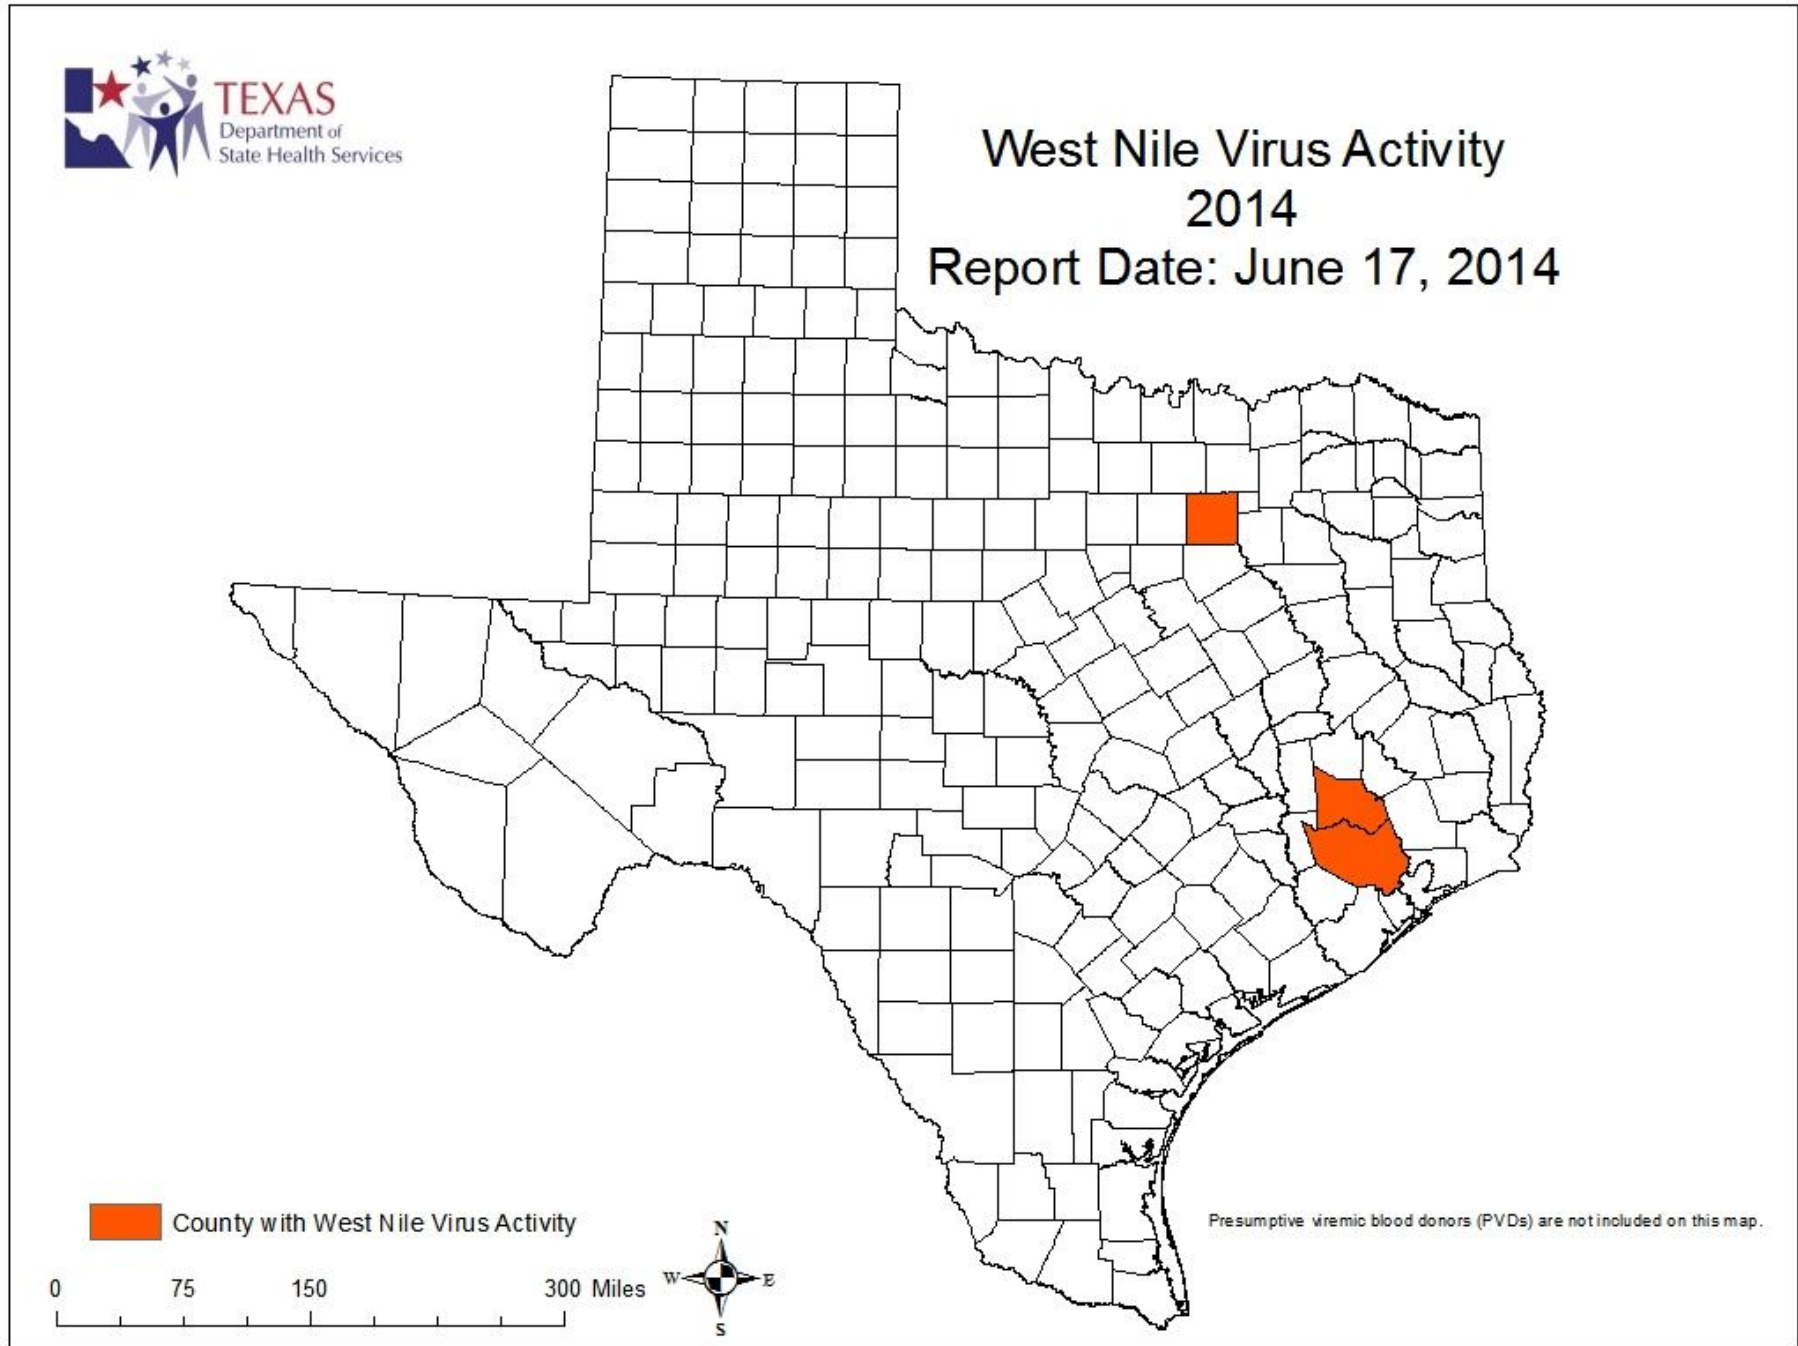 TEXAS
Department of
State Health Services
West Nile Virus Activity
2014
Report Date: June 17, 2014
County with West Nile Virus Activity
0 75 150 300 Miles
N
W E
S
Presumptive viremic blood donors (PVDs) are not included on this map.